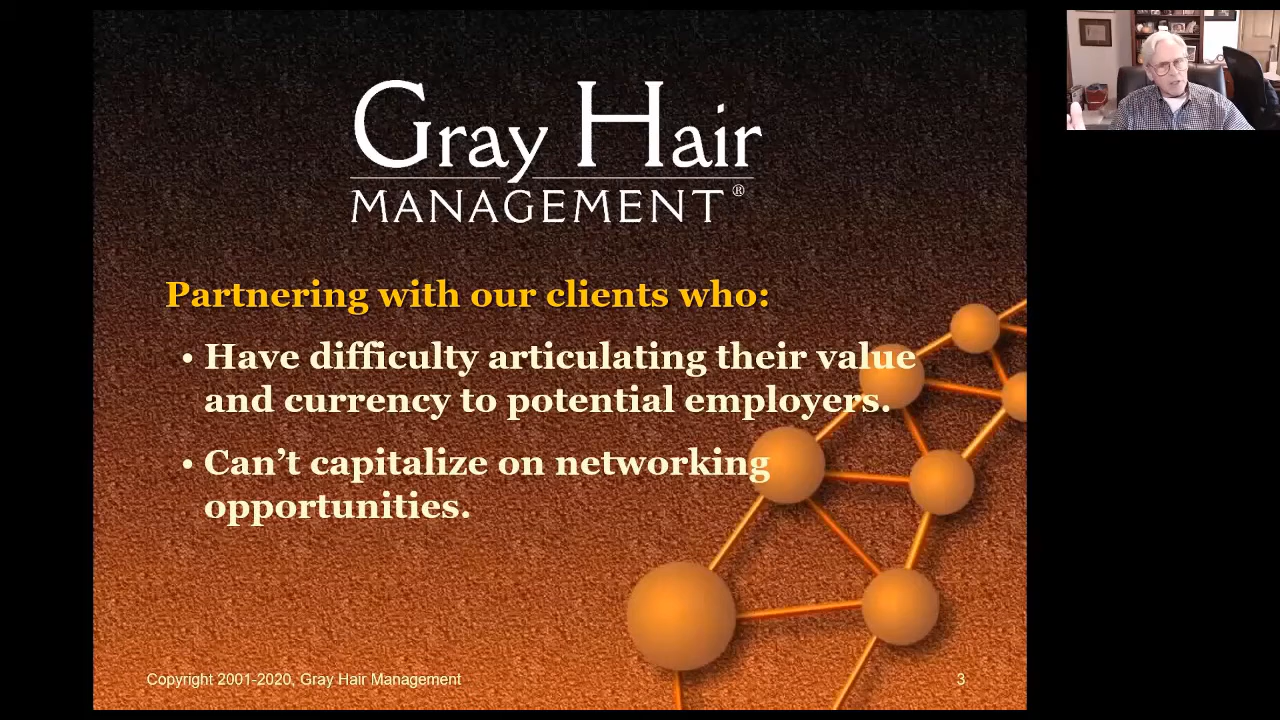 Gray Hair
MANAGEMENT®
Partnering with our clients who:
• Have difficulty articulating their value
and currency to potential employers.
• Can’t capitalize on networking
opportunities.
Copyright 2001-2020, Gray Hair Management
3